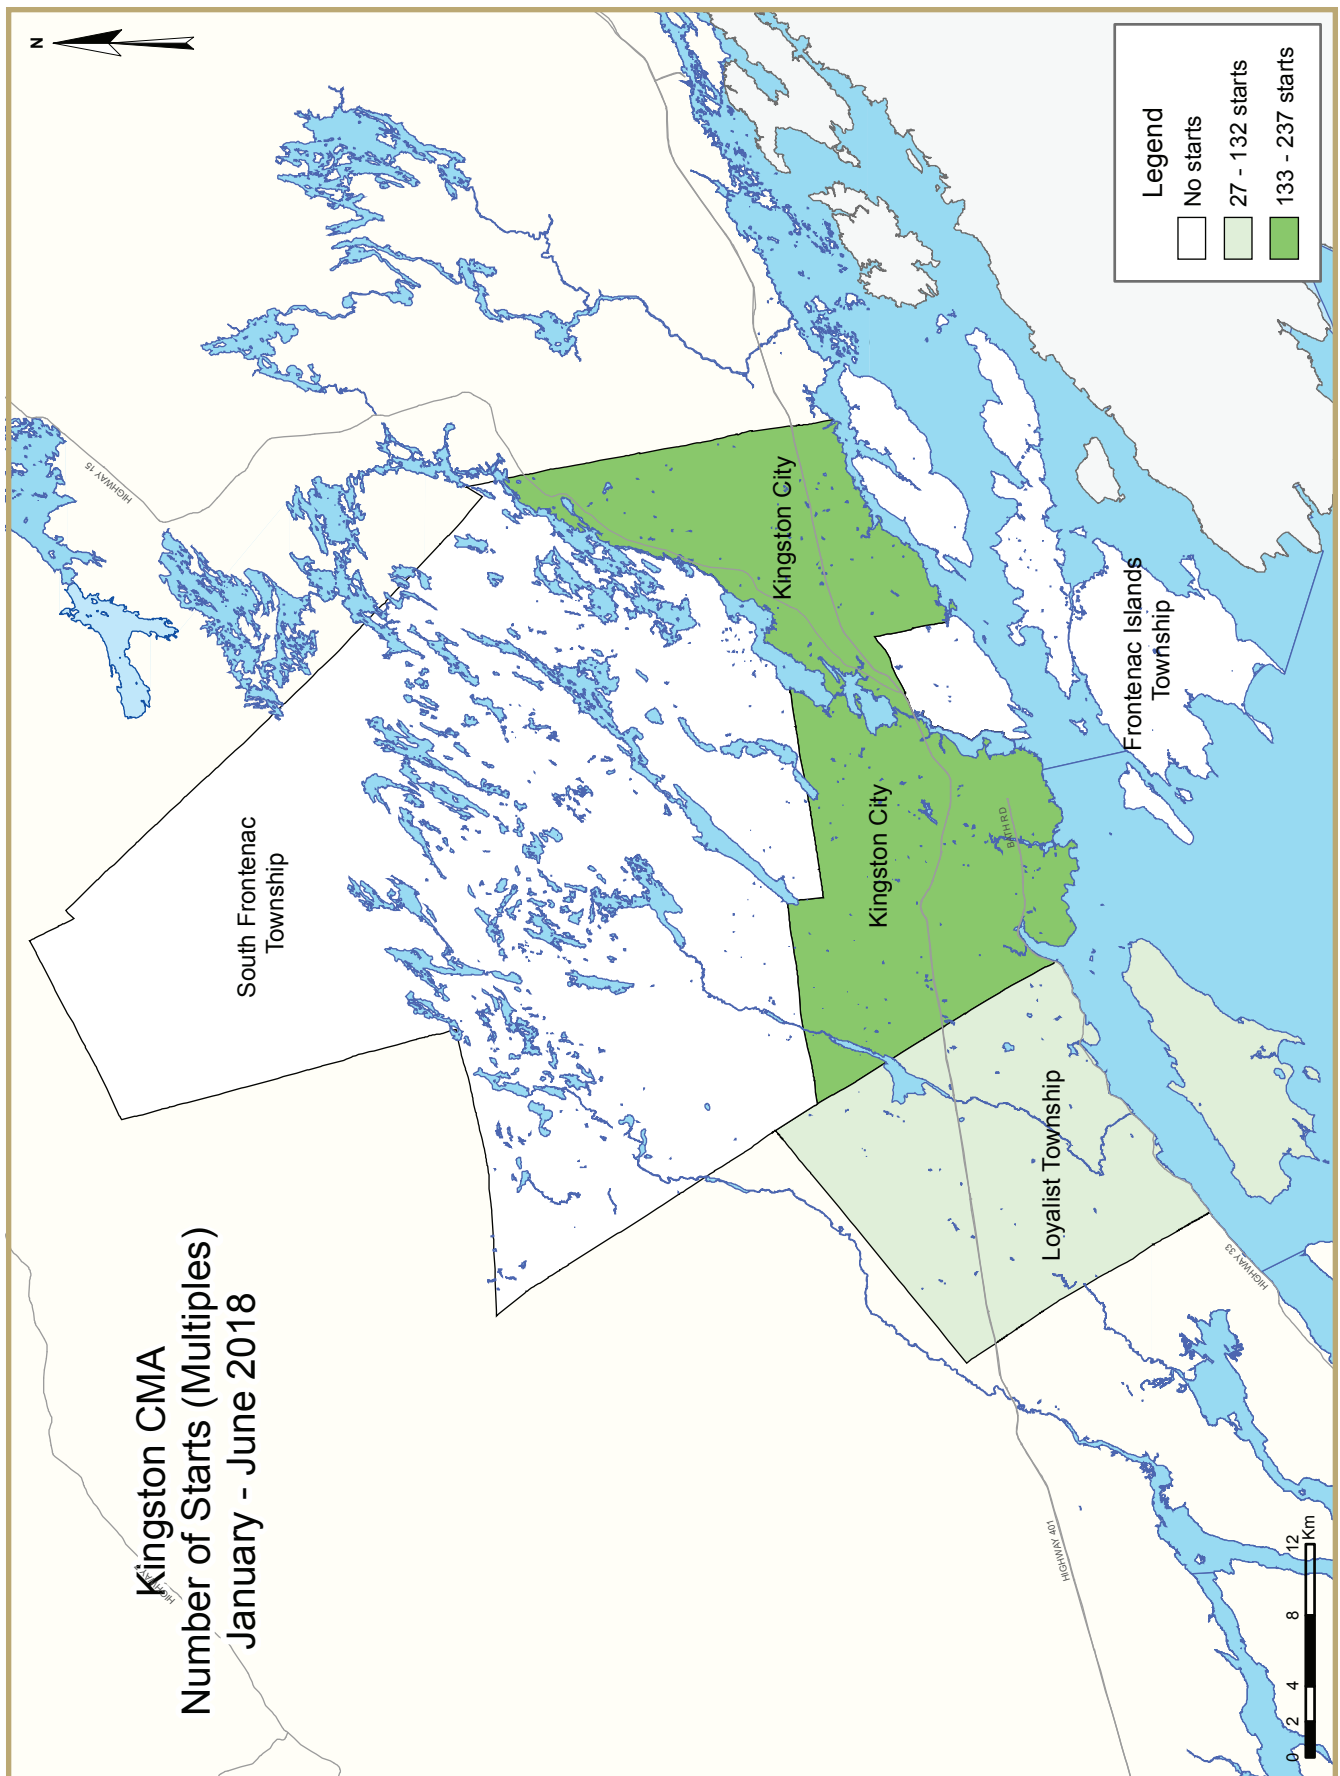 Kingston CMA
Number of Starts (Multiples)
January - June 2018
N
HIGHWAY 15
South Frontenac
Township
Kingston City
Kingston City
BATH RD
Loyalist Township
Frontenac Islands
Township
HIGHWAY 33
HIGHWAY 401
HIGHWAY
Legend
No starts
27 - 132 starts
133 - 237 starts
0 2 4 8 12
Km